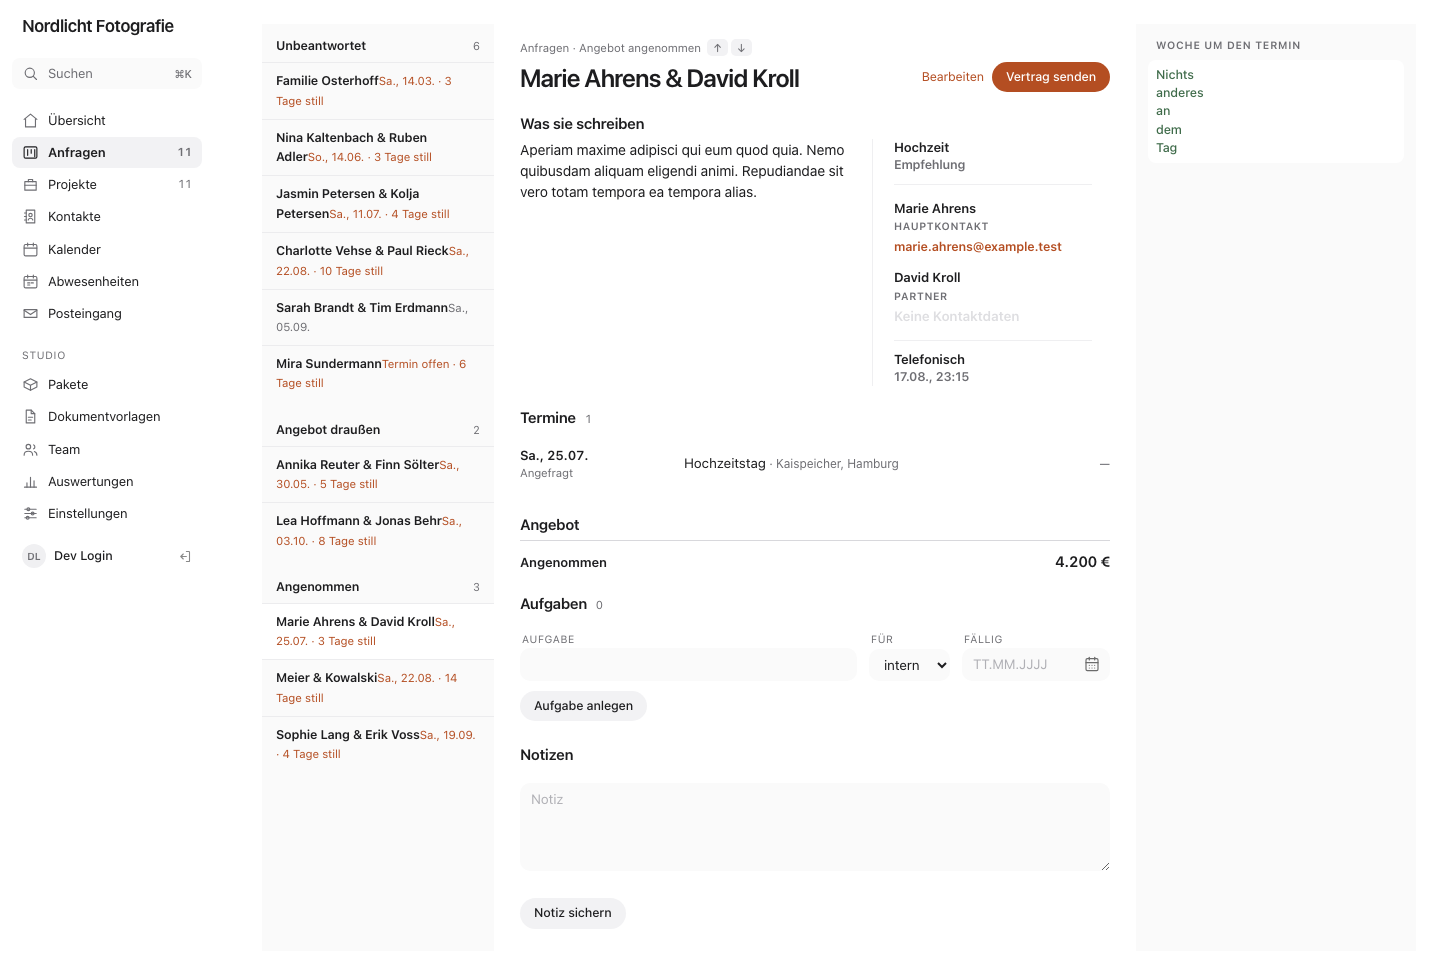 Nordlicht Fotografie
Suchen ⌘K
Übersicht
Anfragen 11
Projekte 11
Kontakte
Kalender
Abwesenheiten
Posteingang
STUDIO
Pakete
Dokumentvorlagen
Team
Auswertungen
Einstellungen
DL Dev Login
Unbeantwortet 6
Familie OsterhoffSa., 14.03. · 3
Tage still
Nina Kaltenbach & Ruben
AdlerSo., 14.06. · 3 Tage still
Jasmin Petersen & Kolja
PetersenSa., 11.07. · 4 Tage still
Charlotte Vehse & Paul RieckSa.,
22.08. · 10 Tage still
Sarah Brandt & Tim ErdmannSa.,
05.09.
Mira SundermannTermin offen · 6
Tage still
Angebot draußen 2
Annika Reuter & Finn SölterSa.,
30.05. · 5 Tage still
Lea Hoffmann & Jonas BehrSa.,
03.10. · 8 Tage still
Angenommen 3
Marie Ahrens & David KrollSa.,
25.07. · 3 Tage still
Meier & KowalskiSa., 22.08. · 14
Tage still
Sophie Lang & Erik VossSa., 19.09.
· 4 Tage still
Anfragen · Angebot angenommen ↑ ↓
Marie Ahrens & David Kroll
Bearbeiten Vertrag senden
Was sie schreiben
Aperiam maxime adipisci qui eum quod quia. Nemo
quibusdam aliquam eligendi animi. Repudiandae sit
vero totam tempora ea tempora alias.
Hochzeit
Empfehlung
Marie Ahrens
HAUPTKONTAKT
marie.ahrens@example.test
David Kroll
PARTNER
Keine Kontaktdaten
Telefonisch
17.08., 23:15
Termine 1
Sa., 25.07.
Angefragt
Hochzeitstag · Kaispeicher, Hamburg –
Angebot
Angenommen 4.200 €
Aufgaben 0
AUFGABE FÜR FÄLLIG
intern TT.MM.JJJJ
Aufgabe anlegen
Notizen
Notiz
Notiz sichern
WOCHE UM DEN TERMIN
Nichts
anderes
an
dem
Tag